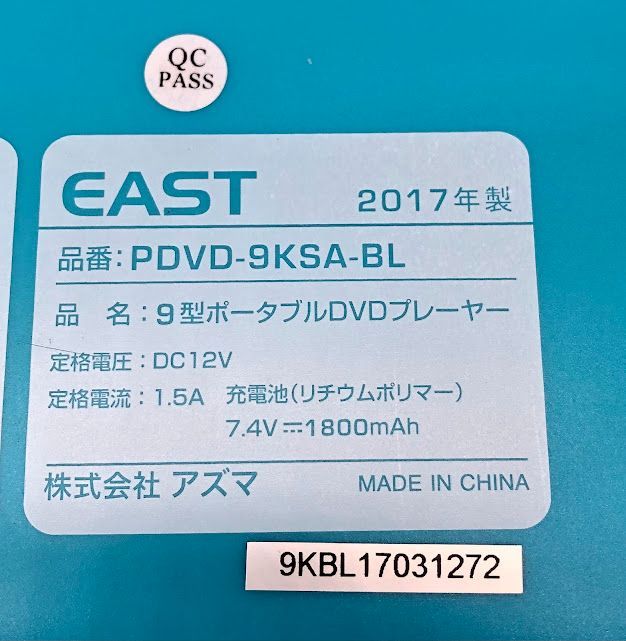 QC
PASS
EAST 2017年製
品番: PDVD-9KSA-BL
品 名: 9型ポータブルDVDプレーヤー
定格電圧: DC12V
定格電流: 1.5A 充電池(リチウムポリマー)
7.4V⎓1800mAh
株式会社 アズマ MADE IN CHINA
9KBL17031272